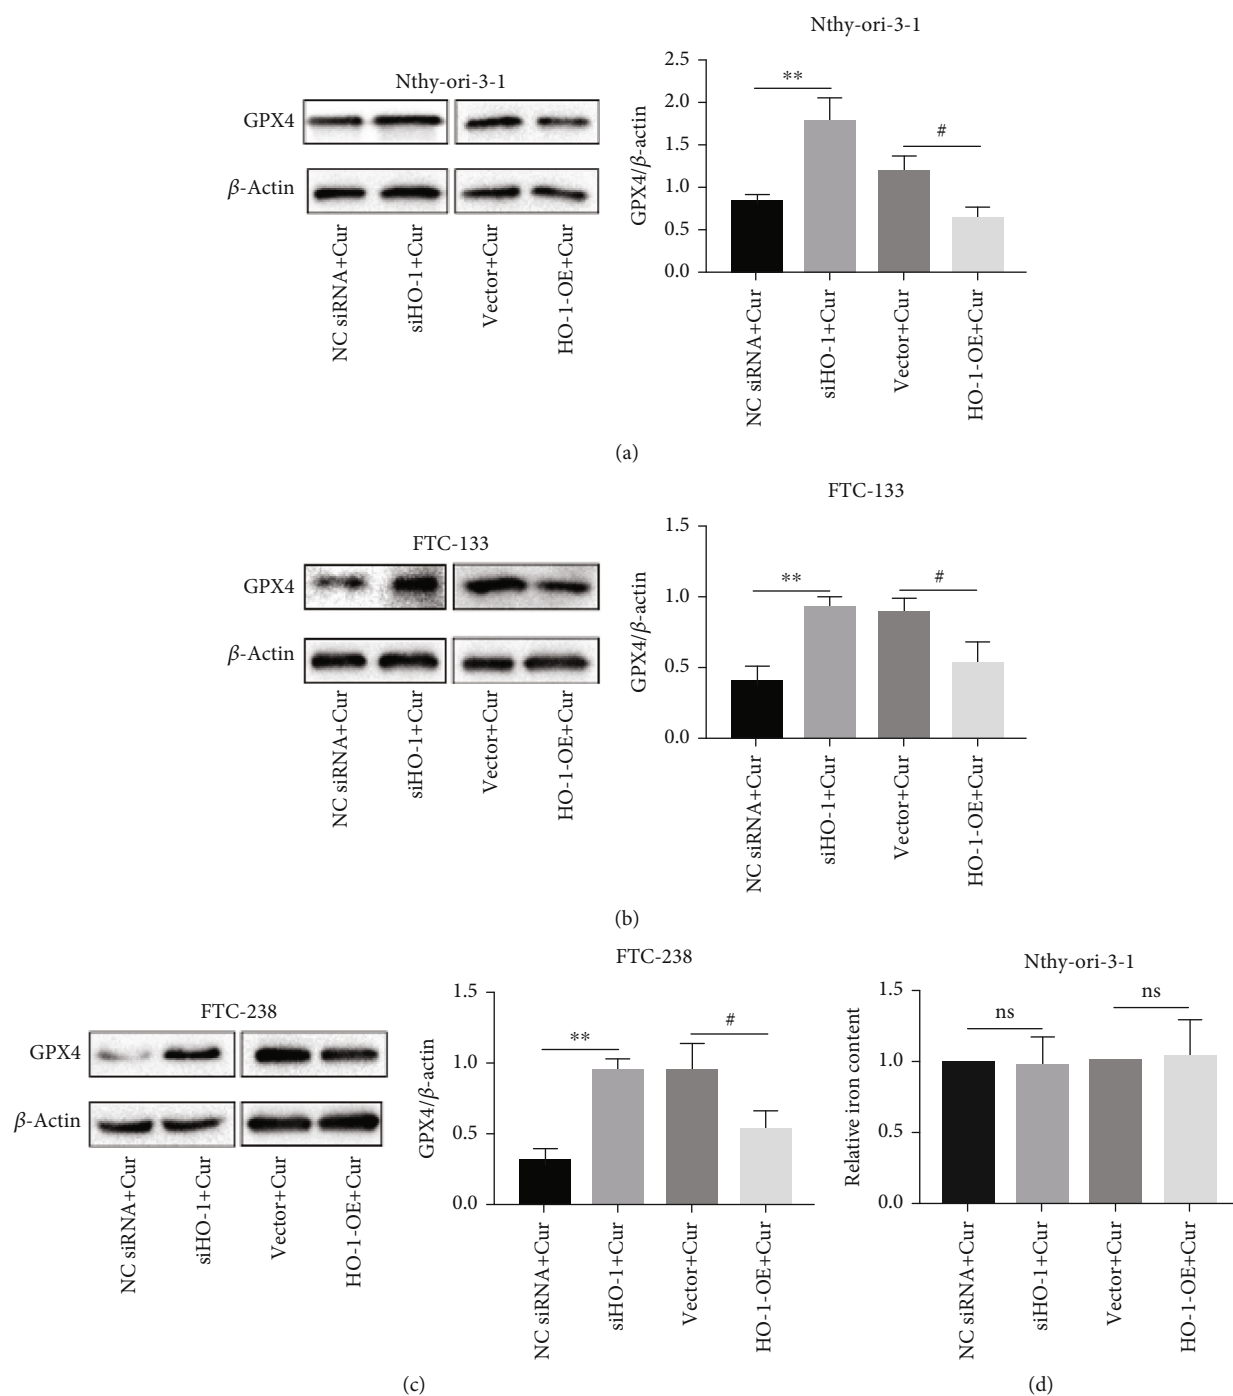 Nthy-ori-3-1
GPX4
β-Actin
NC siRNA+Cur
siHO-1+Cur
Vector+Cur
HO-1-OE+Cur
Nthy-ori-3-1
GPX4/β-actin
2.5
2.0
1.5
1.0
0.5
0.0
**
#
NC siRNA+Cur
siHO-1+Cur
Vector+Cur
HO-1-OE+Cur
(a)
FTC-133
GPX4
β-Actin
NC siRNA+Cur
siHO-1+Cur
Vector+Cur
HO-1-OE+Cur
FTC-133
GPX4/β-actin
1.5
1.0
0.5
0.0
**
#
NC siRNA+Cur
siHO-1+Cur
Vector+Cur
HO-1-OE+Cur
(b)
FTC-238
GPX4
β-Actin
NC siRNA+Cur
siHO-1+Cur
Vector+Cur
HO-1-OE+Cur
FTC-238
GPX4/β-actin
1.5
1.0
0.5
0.0
**
#
NC siRNA+Cur
siHO-1+Cur
Vector+Cur
HO-1-OE+Cur
(c)
Nthy-ori-3-1
Relative iron content
1.5
1.0
1.0
0.0
ns
ns
NC siRNA+Cur
siHO-1+Cur
Vector+Cur
HO-1-OE+Cur
(d)